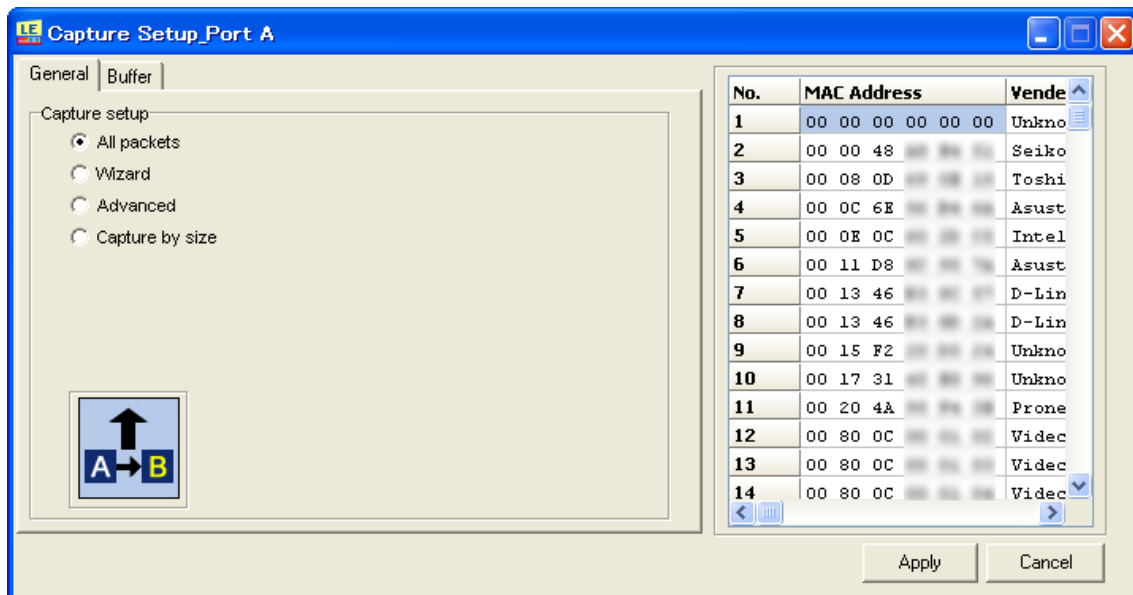 LE Capture Setup_Port A
General Buffer
Capture setup
All packets
Wizard
Advanced
Capture by size
A B
No. MAC Address Vende
1 00 00 00 00 00 00 Unkno
2 00 00 48 Seiko
3 00 08 0D Toshi
4 00 0C 6E Asust
5 00 0E 0C Intel
6 00 11 D8 Asust
7 00 13 46 D-Lin
8 00 13 46 D-Lin
9 00 15 F2 Unkno
10 00 17 31 Unkno
11 00 20 4A Prone
12 00 80 0C Videc
13 00 80 0C Videc
14 00 80 0C Videc
Apply Cancel